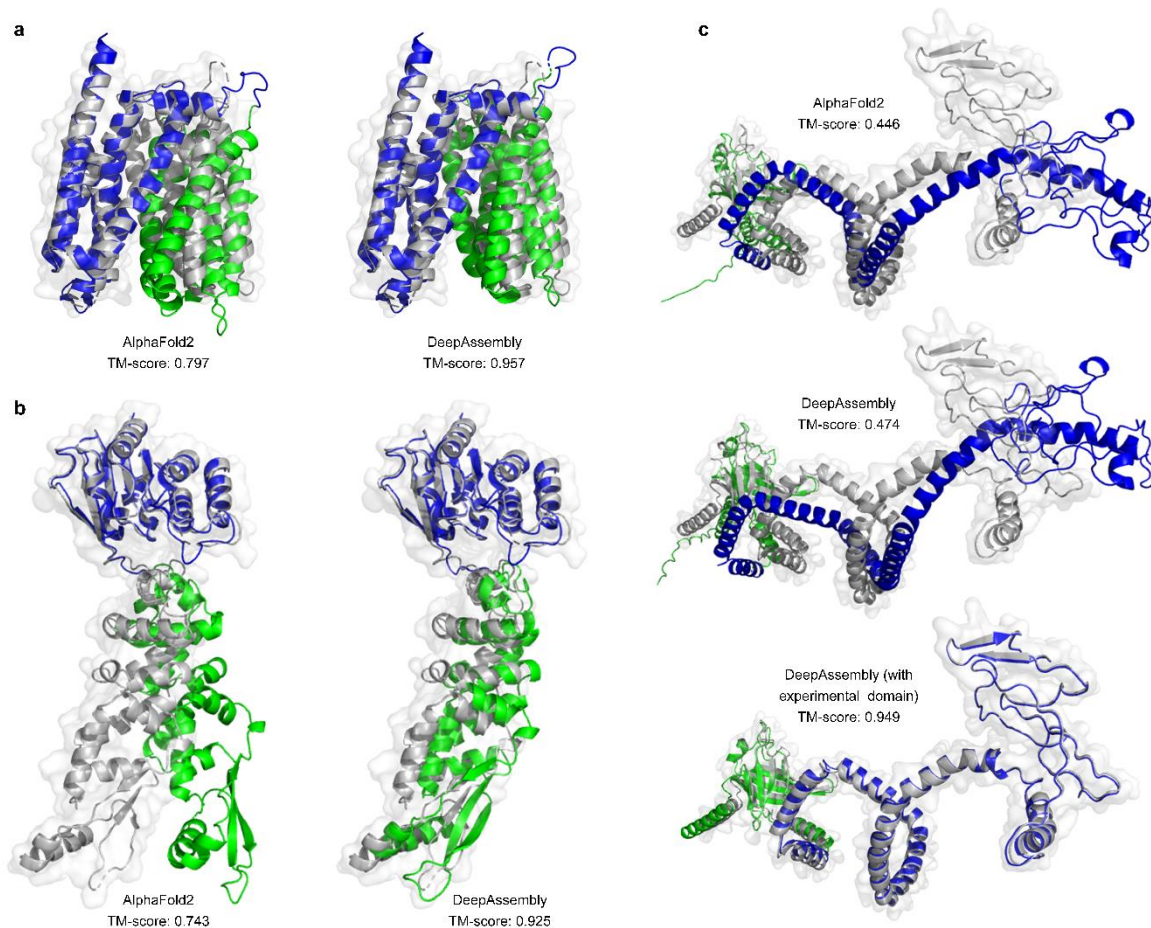 a
AlphaFold2
TM-score: 0.797
DeepAssembly
TM-score: 0.957
b
AlphaFold2
TM-score: 0.743
DeepAssembly
TM-score: 0.925
c
AlphaFold2
TM-score: 0.446
DeepAssembly
TM-score: 0.474
DeepAssembly (with
experimental domain)
TM-score: 0.949